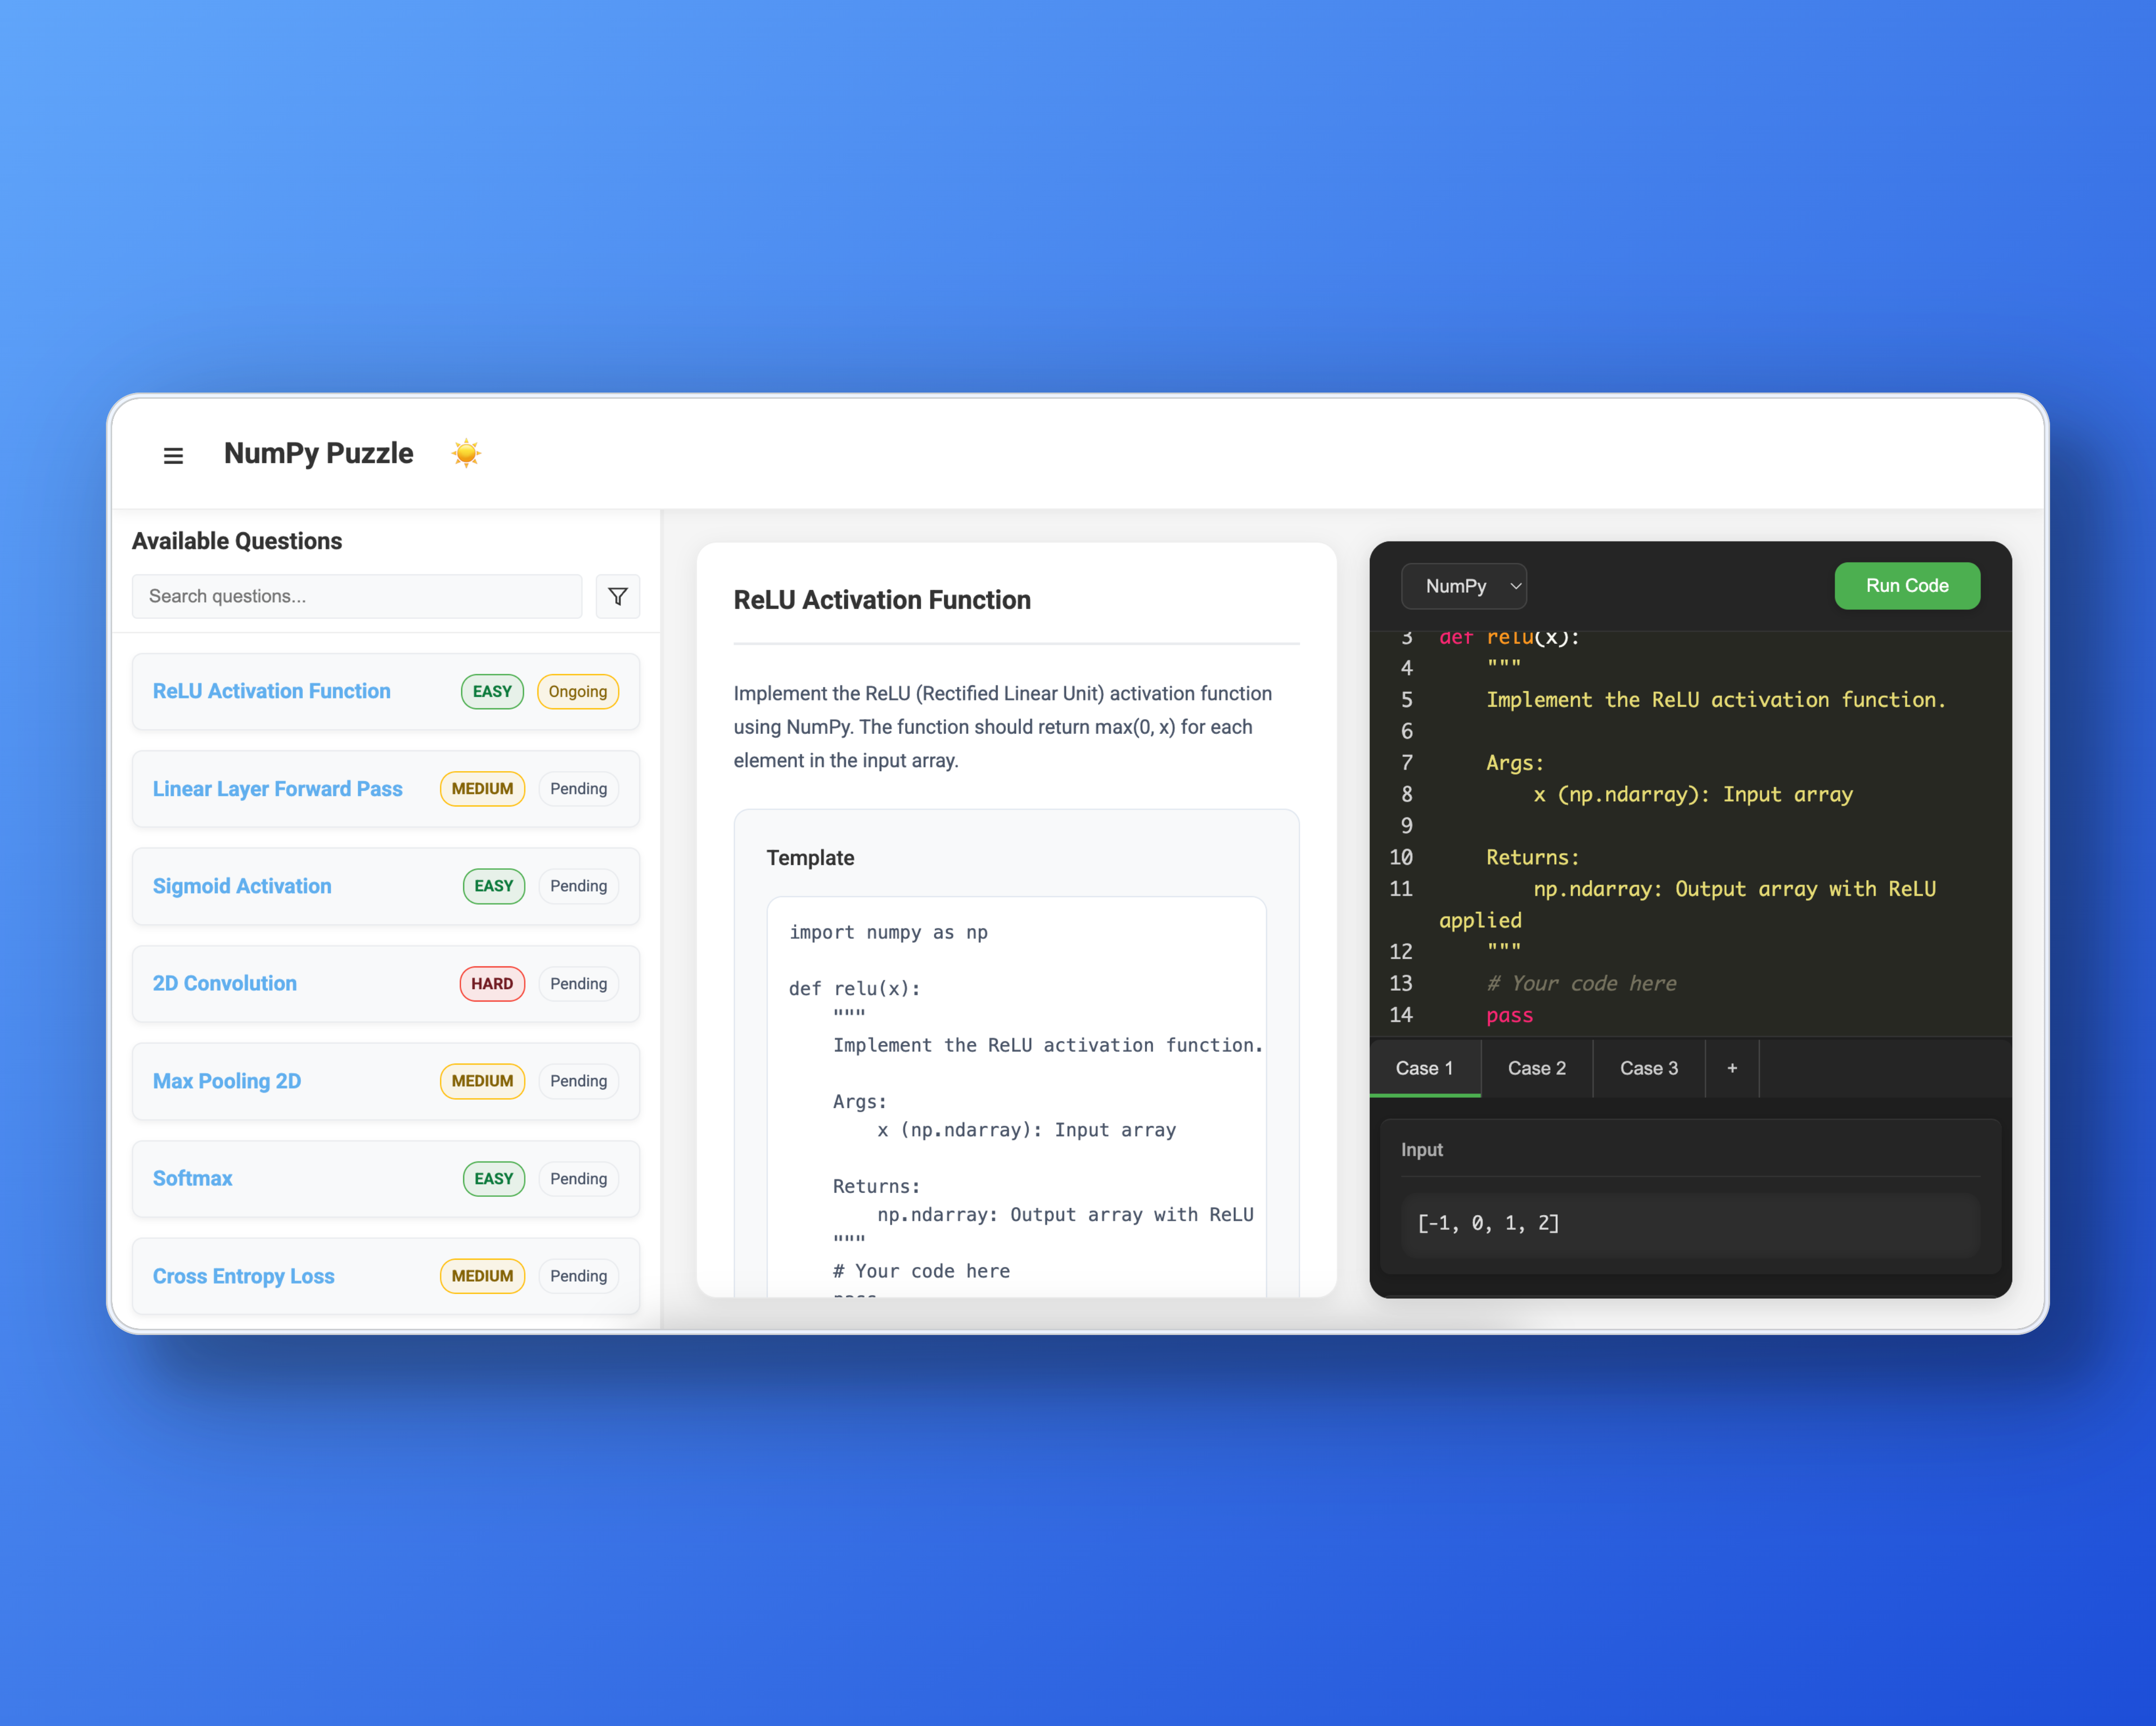 NumPy Puzzle
Available Questions
Search questions...
ReLU Activation Function EASY Ongoing
Linear Layer Forward Pass MEDIUM Pending
Sigmoid Activation EASY Pending
2D Convolution HARD Pending
Max Pooling 2D MEDIUM Pending
Softmax EASY Pending
Cross Entropy Loss MEDIUM Pending
ReLU Activation Function
Implement the ReLU (Rectified Linear Unit) activation function
using NumPy. The function should return max(0, x) for each
element in the input array.
Template
import numpy as np
def relu(x):
"""
Implement the ReLU activation function.
Args:
x (np.ndarray): Input array
Returns:
np.ndarray: Output array with ReLU
"""
# Your code here
pass
NumPy
Run Code
3 def relu(x):
4 """
5 Implement the ReLU activation function.
6
7 Args:
8 x (np.ndarray): Input array
9
10 Returns:
11 np.ndarray: Output array with ReLU
applied
12 """
13 # Your code here
14 pass
Case 1 Case 2 Case 3 +
Input
[-1, 0, 1, 2]